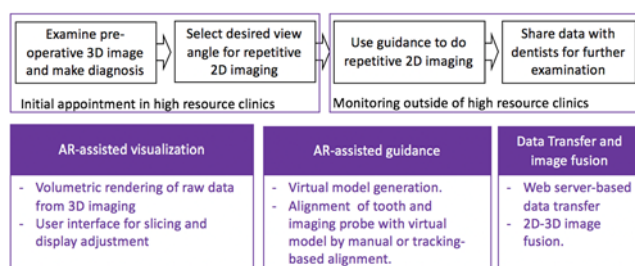 Examine pre-
operative 3D image
and make diagnosis
Select desired view
angle for repetitive
2D imaging
Use guidance to do
repetitive 2D imaging
Share data with
dentists for further
examination
Initial appointment in high resource clinics
Monitoring outside of high resource clinics
AR-assisted visualization
- Volumetric rendering of raw data
from 3D imaging
- User interface for slicing and
display adjustment
AR-assisted guidance
- Virtual model generation.
- Alignment of tooth and
imaging probe with virtual
model by manual or tracking-
based alignment.
Data Transfer and
image fusion
- Web server-based
data transfer
- 2D-3D image
fusion.